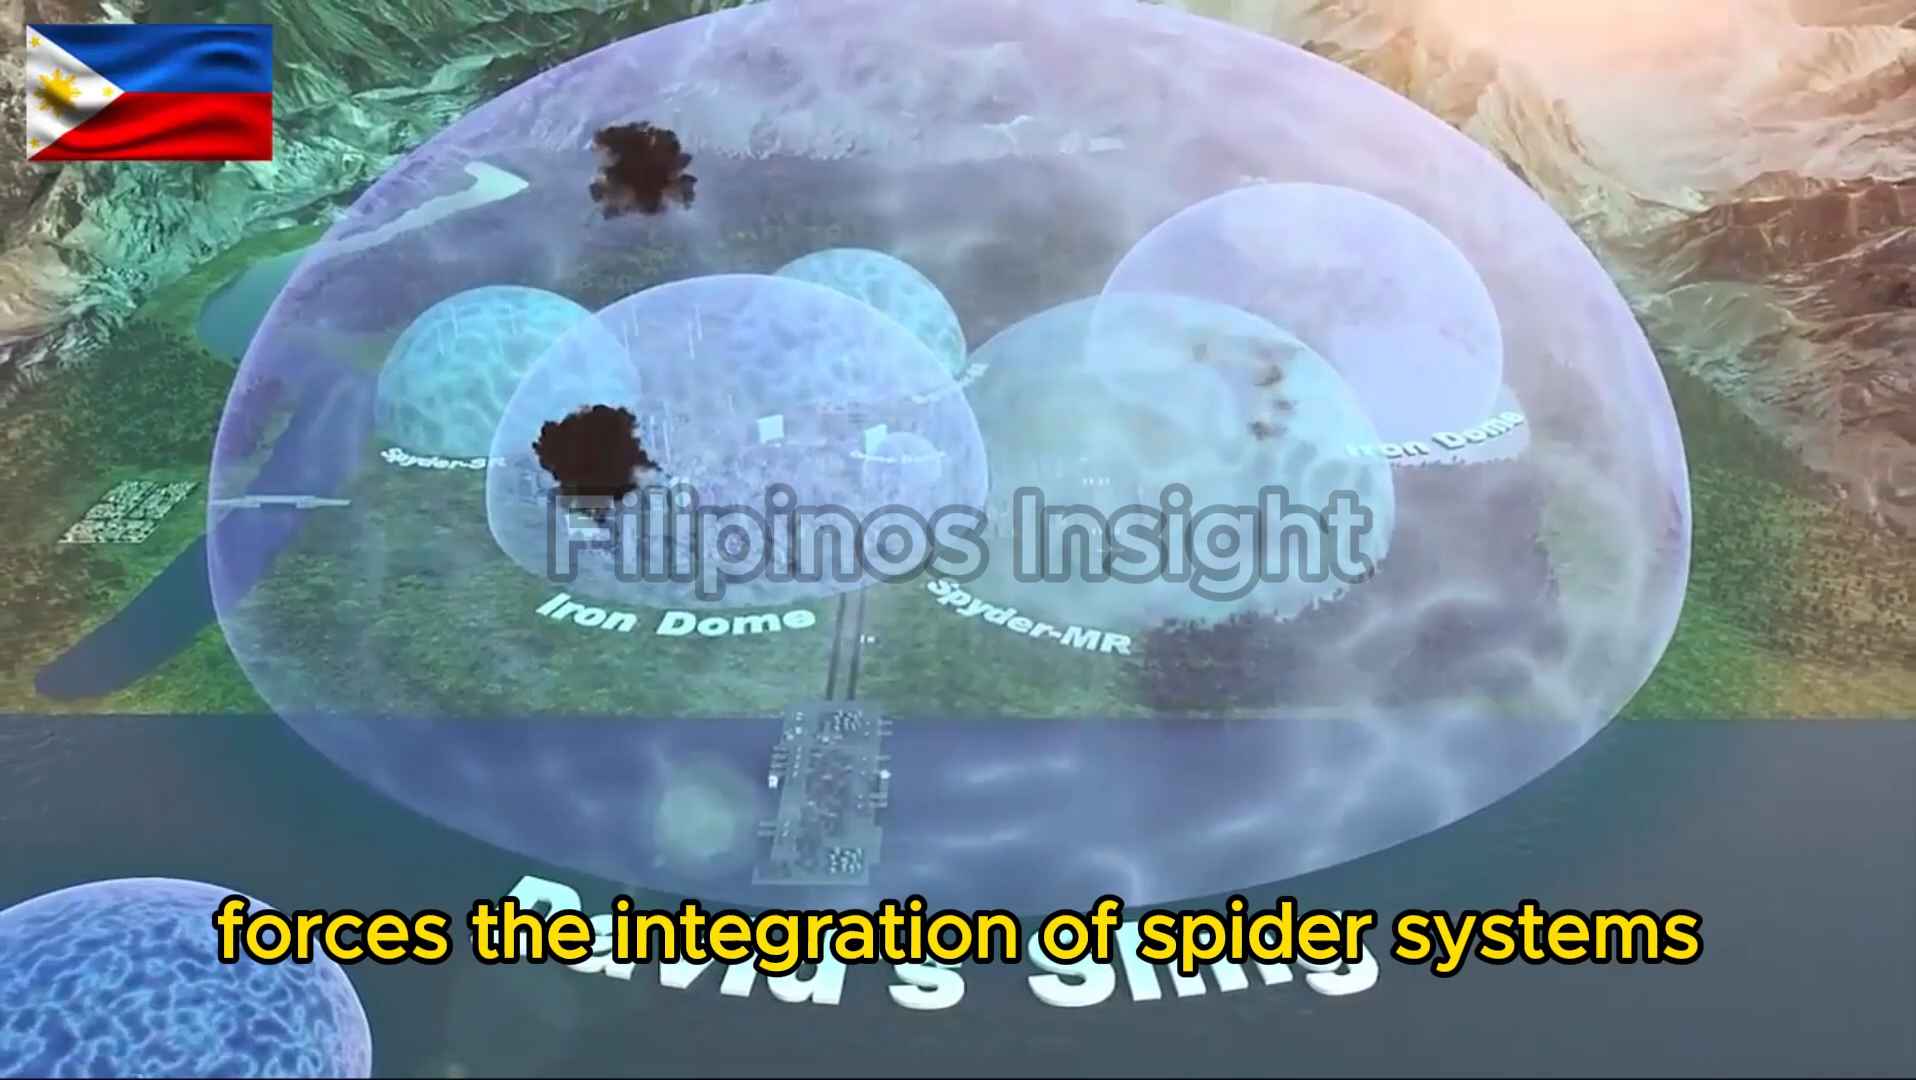 Spyder-SR
Iron Dome
Filipinos Insight
Iron Dome
Spyder-MR
forces the integration of spider systems
David's Sling